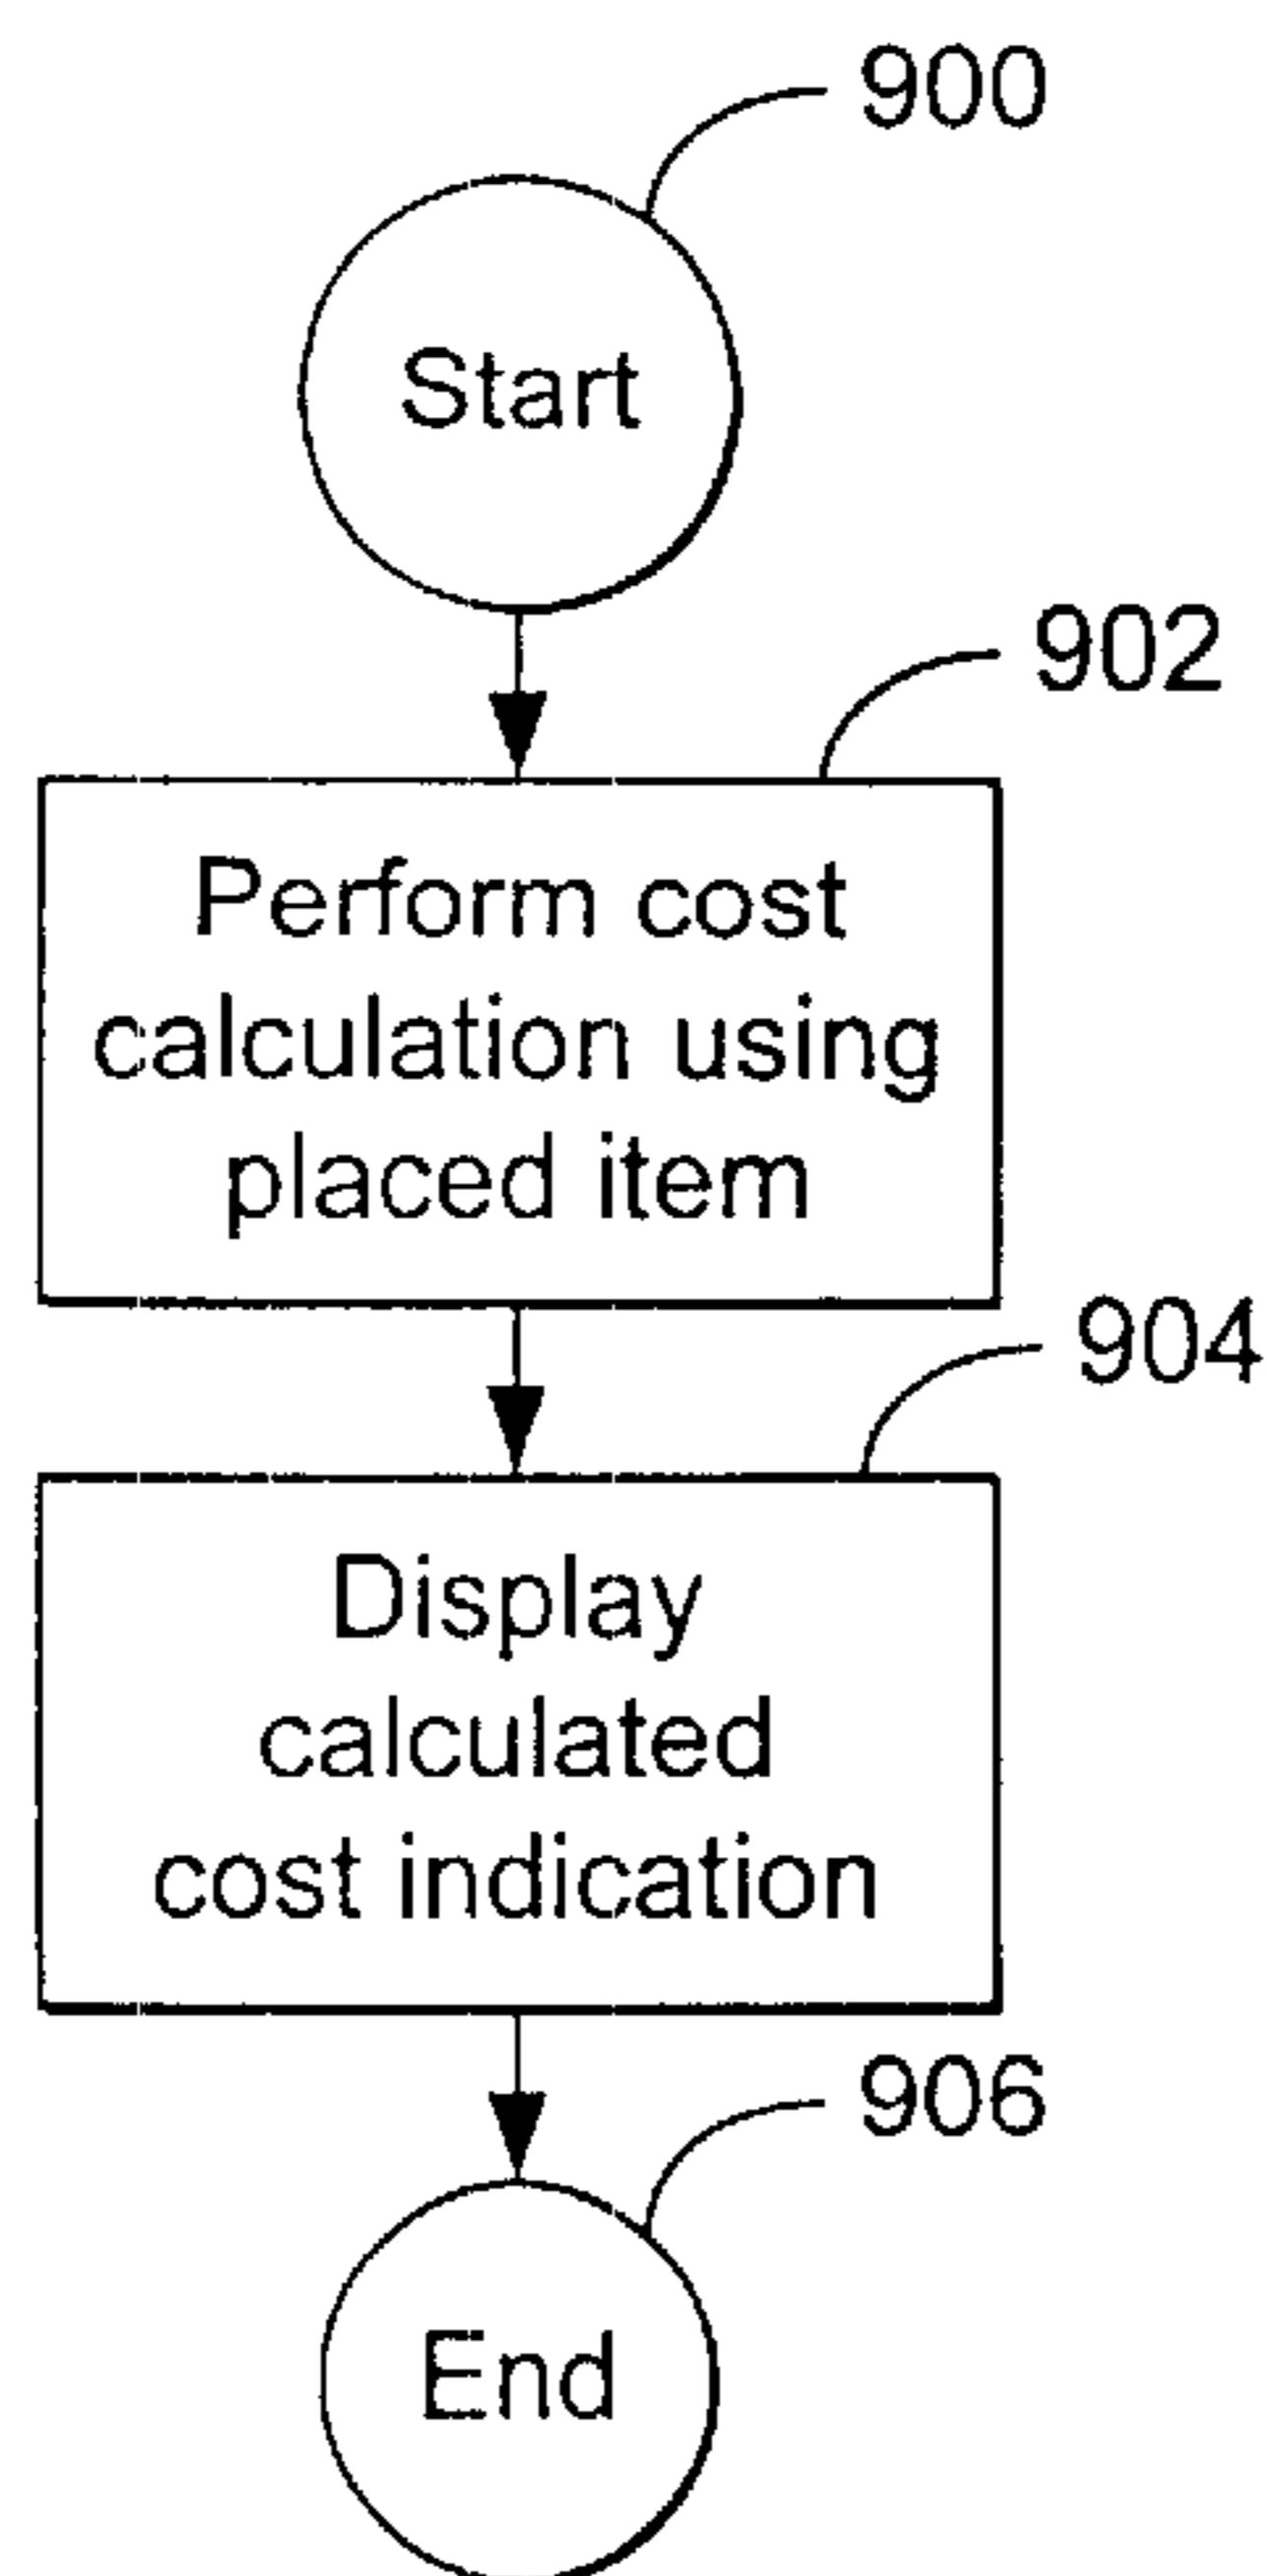 900
Start
902
Perform cost
calculation using
placed item
904
Display
calculated
cost indication
906
End